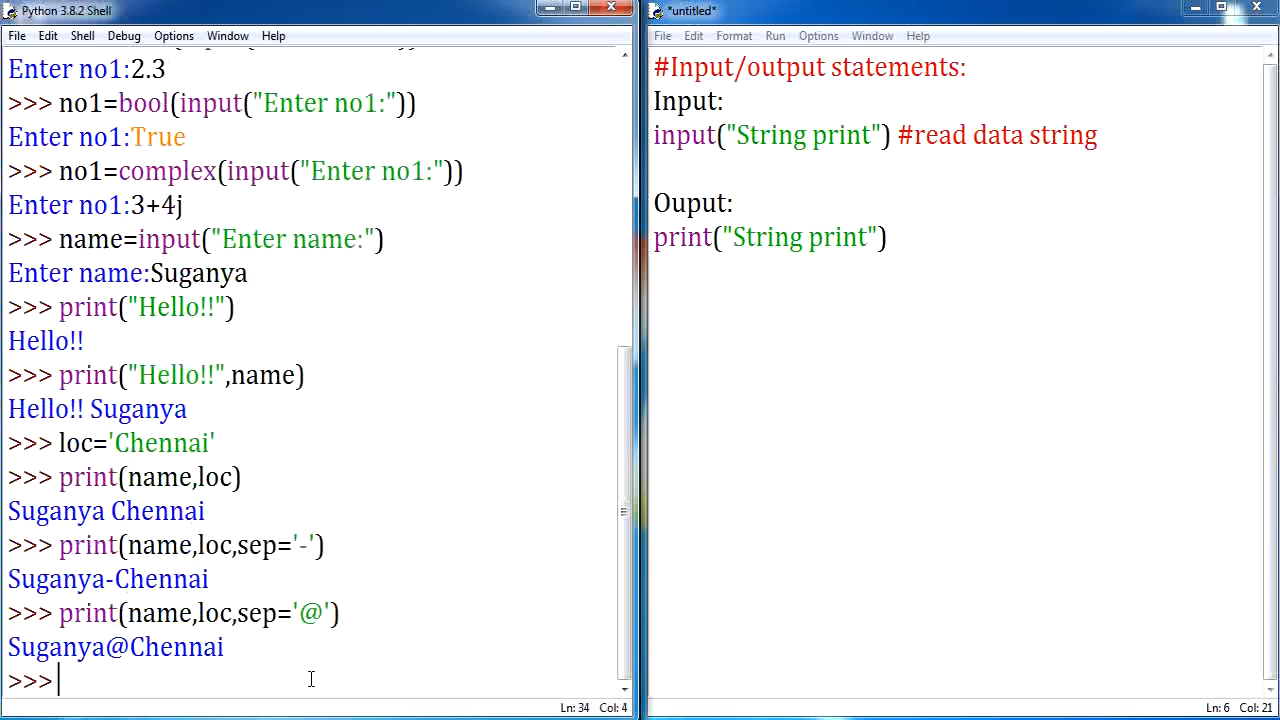 Python 3.8.2 Shell
File Edit Shell Debug Options Window Help
Enter no1:2.3
>>> no1=bool(input("Enter no1:"))
Enter no1:True
>>> no1=complex(input("Enter no1:"))
Enter no1:3+4j
>>> name=input("Enter name:")
Enter name:Suganya
>>> print("Hello!!")
Hello!!
>>> print("Hello!!",name)
Hello!! Suganya
>>> loc='Chennai'
>>> print(name,loc)
Suganya Chennai
>>> print(name,loc,sep='-')
Suganya-Chennai
>>> print(name,loc,sep='@')
Suganya@Chennai
>>>
Ln: 34 Col: 4
*untitled*
File Edit Format Run Options Window Help
#Input/output statements:
Input:
input("String print") #read data string
Ouput:
print("String print")
Ln: 6 Col: 21